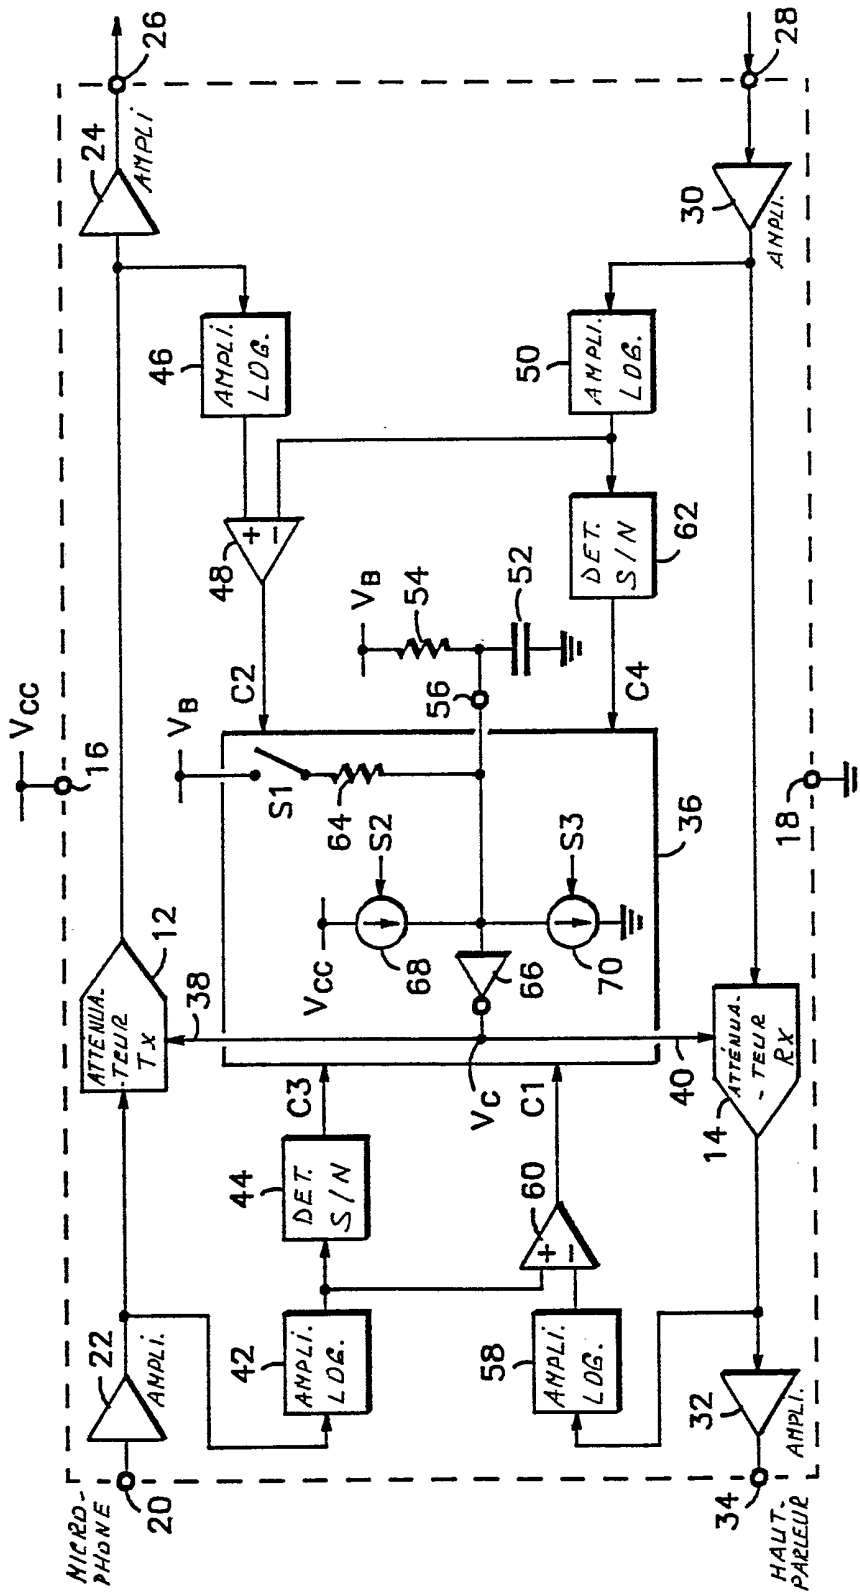 MICRO-
PHONE
20
22
AMPLI.
ATTÉNUA-
-TEUR
TX
12
VCC
16
24
AMPLI
26
38
42
AMPLI.
LOG.
44
DET.
S/N
C3
VCC
68
S2
64
S1
VB
C2
48
+
−
46
AMPLI.
LOG.
VC
66
56
VB
54
52
58
AMPLI.
LOG.
60
+
−
C1
70
S3
36
C4
DET.
S/N
62
50
AMPLI.
LOG.
40
HAUT-
PARLEUR
34
32
AMPLI.
14
ATTÉNUA-
-TEUR
RX
18
30
AMPLI.
28